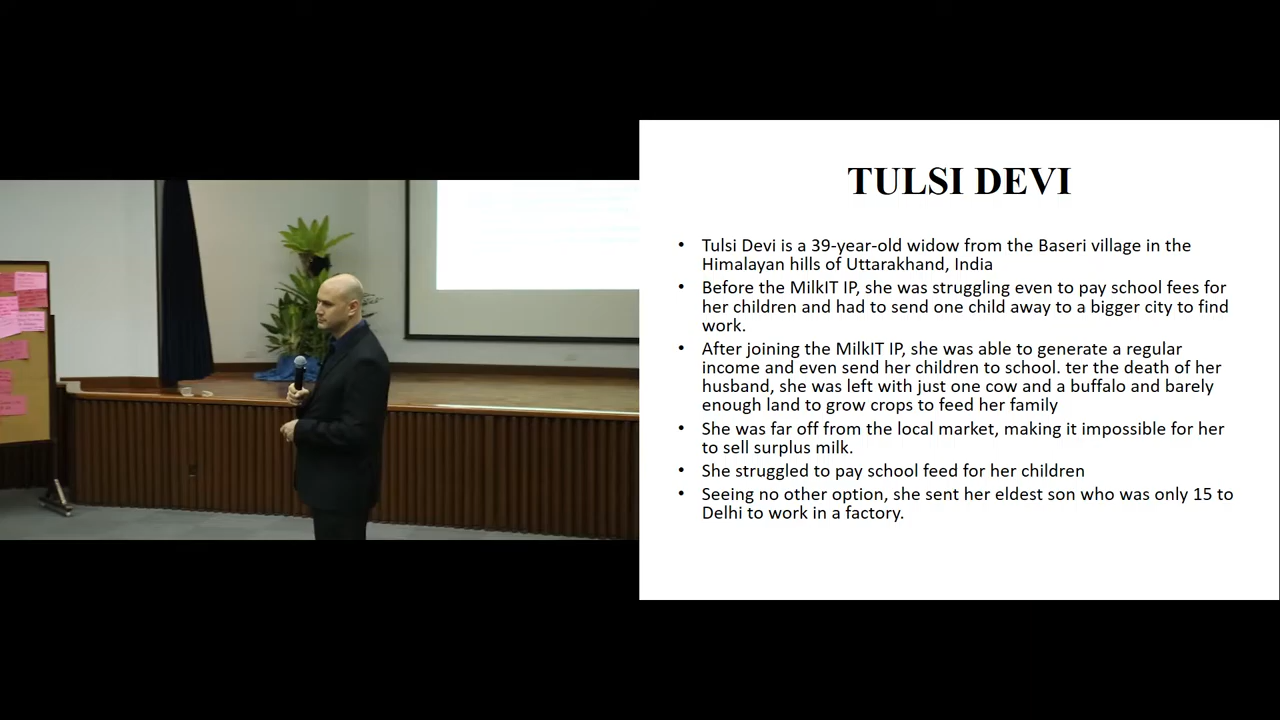 TULSI DEVI
• Tulsi Devi is a 39-year-old widow from the Baseri village in the
Himalayan hills of Uttarakhand, India
• Before the MilkIT IP, she was struggling even to pay school fees for
her children and had to send one child away to a bigger city to find
work.
• After joining the MilkIT IP, she was able to generate a regular
income and even send her children to school. ter the death of her
husband, she was left with just one cow and a buffalo and barely
enough land to grow crops to feed her family
• She was far off from the local market, making it impossible for her
to sell surplus milk.
• She struggled to pay school feed for her children
• Seeing no other option, she sent her eldest son who was only 15 to
Delhi to work in a factory.